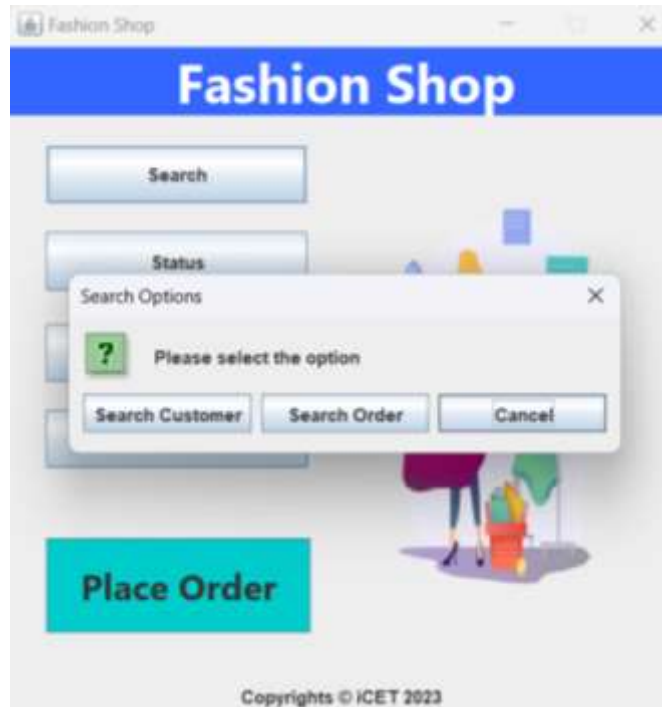 Fashion Shop
Fashion Shop
Search
Status
Search Options
Please select the option
Search Customer Search Order Cancel
Place Order
Copyrights © iCET 2023